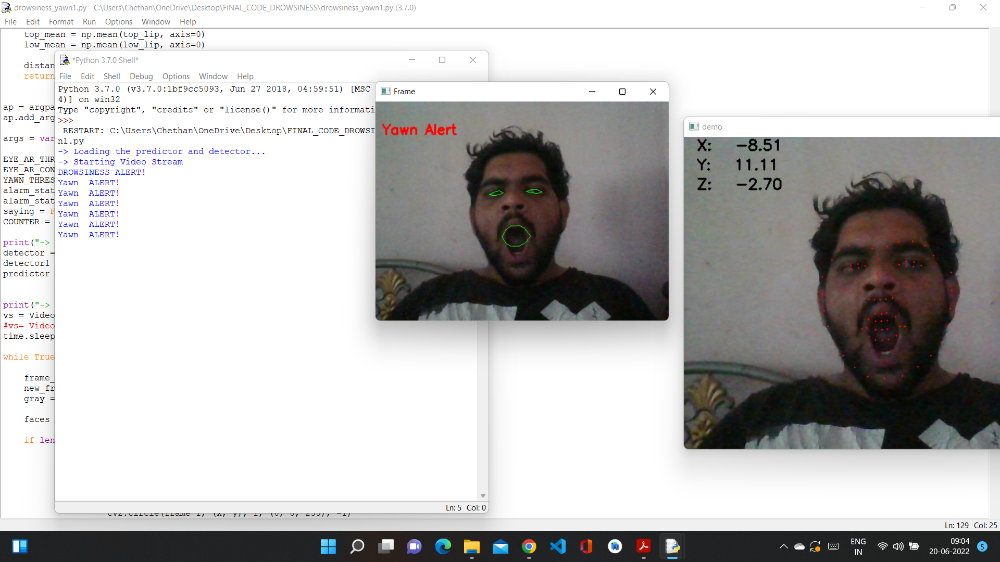 drowsiness_yawn1.py - C:\Users\Chethan\OneDrive\Desktop\FINAL_CODE_DROWSINESS\drowsiness_yawn1.py (3.7.0)
File Edit Format Run Options Window Help
top_mean = np.mean(top_lip, axis=0)
low_mean = np.mean(low_lip, axis=0)
distan
return
ap = argpa
ap.add_arg
args = var
EYE_AR_THR
EYE_AR_CON
YAWN_THRES
alarm_stat
alarm_stat
saying = F
COUNTER =
print("->
detector =
detector1
predictor
print("->
vs = Video
#vs= Video
time.sleep
while True
frame_
new_fr
gray =
faces
if len
cv2.circle(frame_1, (x, y), 1, (0, 0, 255), -1)
Ln: 129 Col: 25
*Python 3.7.0 Shell*
File Edit Shell Debug Options Window Help
Python 3.7.0 (v3.7.0:1bf9cc5093, Jun 27 2018, 04:59:51) [MSC
4)] on win32
Type "copyright", "credits" or "license()" for more informati
>>>
RESTART: C:\Users\Chethan\OneDrive\Desktop\FINAL_CODE_DROWSI
n1.py
-> Loading the predictor and detector...
-> Starting Video Stream
DROWSINESS ALERT!
Yawn  ALERT!
Yawn  ALERT!
Yawn  ALERT!
Yawn  ALERT!
Yawn  ALERT!
Yawn  ALERT!
Ln: 5 Col: 0
Frame
Yawn Alert
demo
X: -8.51
Y: 11.11
Z: -2.70
ENG
IN
09:04
20-06-2022
5